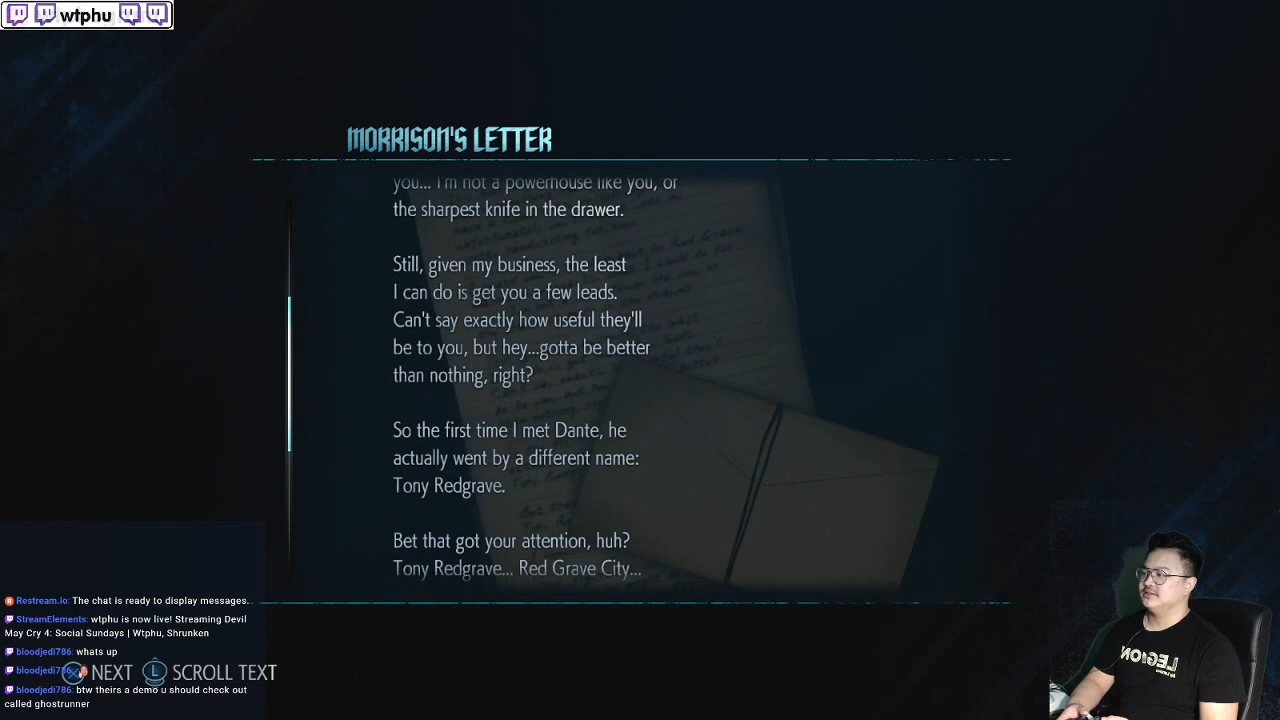 wtphu
MORRISON'S LETTER
you... I'm not a powerhouse like you, or
the sharpest knife in the drawer.
Still, given my business, the least
I can do is get you a few leads.
Can't say exactly how useful they'll
be to you, but hey...gotta be better
than nothing, right?
So the first time I met Dante, he
actually went by a different name:
Tony Redgrave.
Bet that got your attention, huh?
Tony Redgrave... Red Grave City...
Restream.io: The chat is ready to display messages.
StreamElements: wtphu is now live! Streaming Devil
May Cry 4: Social Sundays | Wtphu, Shrunken
bloodjedi786: whats up
bloodjedi786:
NEXT L SCROLL TEXT
bloodjedi786: btw theirs a demo u should check out
called ghostrunner
LEGION